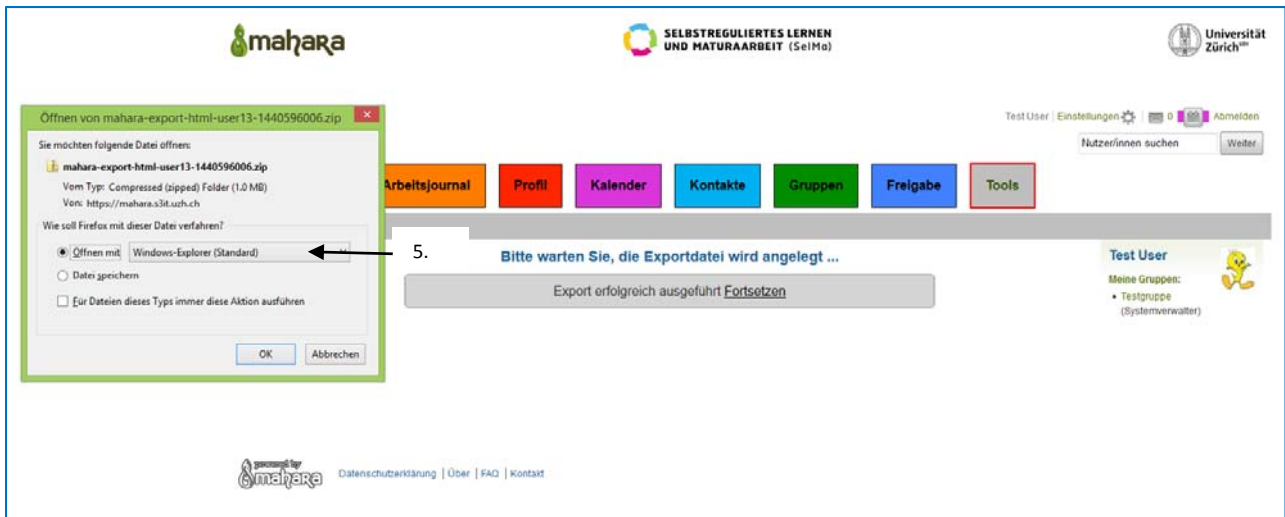 mahara
SELBSTREGULIERTES LERNEN
UND MATURAARBEIT (SelMa)
Universität
Zürich
Öffnen von mahara-export-html-user13-1440596006.zip
Sie möchten folgende Datei öffnen:
mahara-export-html-user13-1440596006.zip
Vom Typ: Compressed (zipped) Folder (1.0 MB)
Von: https://mahara.s3it.uzh.ch
Wie soll Firefox mit dieser Datei verfahren?
Öffnen mit Windows-Explorer (Standard)
Datei speichern
Für Dateien dieses Typs immer diese Aktion ausführen
OK Abbrechen
5.
Test User | Einstellungen | 0 Abmelden
Nutzer/innen suchen Weiter
Arbeitsjournal Profil Kalender Kontakte Gruppen Freigabe Tools
Bitte warten Sie, die Exportdatei wird angelegt ...
Export erfolgreich ausgeführt Fortsetzen
Test User
Meine Gruppen:
• Testgruppe
(Systemverwalter)
powered by
mahara
Datenschutzerklärung | Über | FAQ | Kontakt